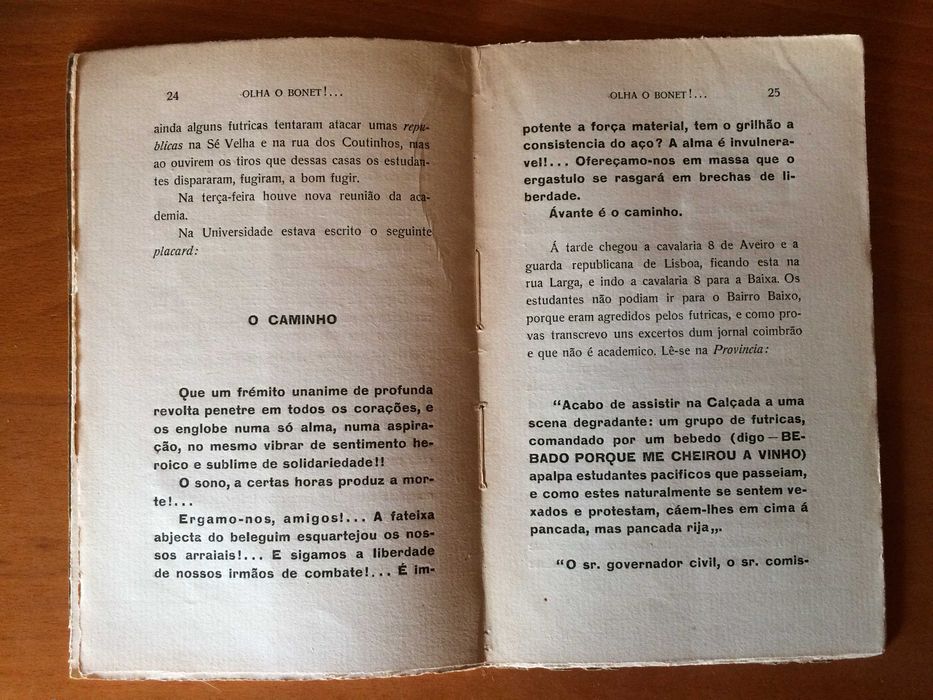 24 OLHA O BONET!...
ainda alguns futricas tentaram atacar umas repu-
blicas na Sé Velha e na rua dos Coutinhos, mas
ao ouvirem os tiros que dessas casas os estudan-
tes dispararam, fugiram, a bom fugir.
Na terça-feira houve nova reunião da aca-
demia.
Na Universidade estava escrito o seguinte
placard:
O CAMINHO
Que um frémito unanime de profunda
revolta penetre em todos os corações, e
os englobe numa só alma, numa aspira-
ção, no mesmo vibrar de sentimento he-
roico e sublime de solidariedade!!
O sono, a certas horas produz a mor-
te!...
Ergamo-nos, amigos!... A fateixa
abjecta do beleguim esquartejou os nos-
sos arraiais!... E sigamos a liberdade
de nossos irmãos de combate!... É im-
OLHA O BONET!... 25
potente a força material, tem o grilhão a
consistencia do aço? A alma é invulnera-
vel!... Ofereçamo-nos em massa que o
ergastulo se rasgará em brechas de li-
berdade.
Ávante é o caminho.
Á tarde chegou a cavalaria 8 de Aveiro e a
guarda republicana de Lisboa, ficando esta na
rua Larga, e indo a cavalaria 8 para a Baixa. Os
estudantes não podiam ir para o Bairro Baixo,
porque eram agredidos pelos futricas, e como pro-
vas transcrevo uns excertos dum jornal coimbrão
e que não é academico. Lê-se na Provincia:
“Acabo de assistir na Calçada a uma
scena degradante: um grupo de futricas,
comandado por um bebedo (digo—BE-
BADO PORQUE ME CHEIROU A VINHO)
apalpa estudantes pacificos que passeiam,
e como estes naturalmente se sentem ve-
xados e protestam, cáem-lhes em cima á
pancada, mas pancada rija„.
“O sr. governador civil, o sr. comis-